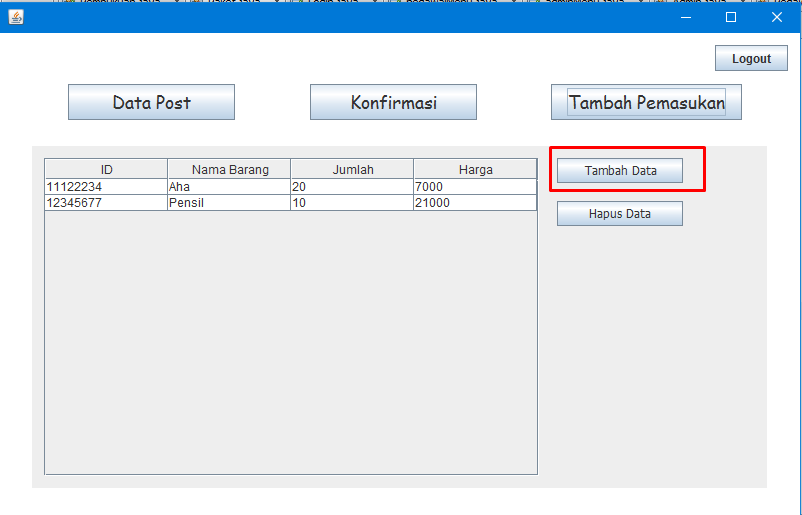 Logout
Data Post
Konfirmasi
Tambah Pemasukan
ID Nama Barang Jumlah Harga
11122234 Aha 20 7000
12345677 Pensil 10 21000
Tambah Data
Hapus Data